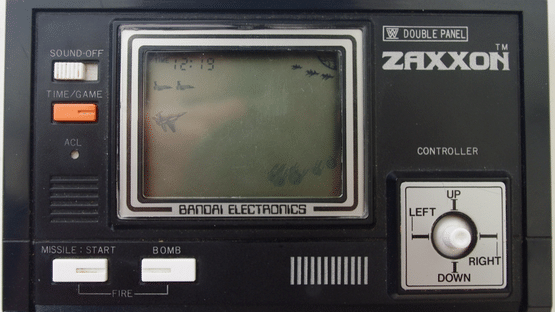 SOUND-OFF
TIME/GAME
ACL
12:19
W DOUBLE PANEL
ZAXXON TM
CONTROLLER
UP
LEFT
RIGHT
DOWN
BANDAI ELECTRONICS
MISSILE:START
BOMB
FIRE